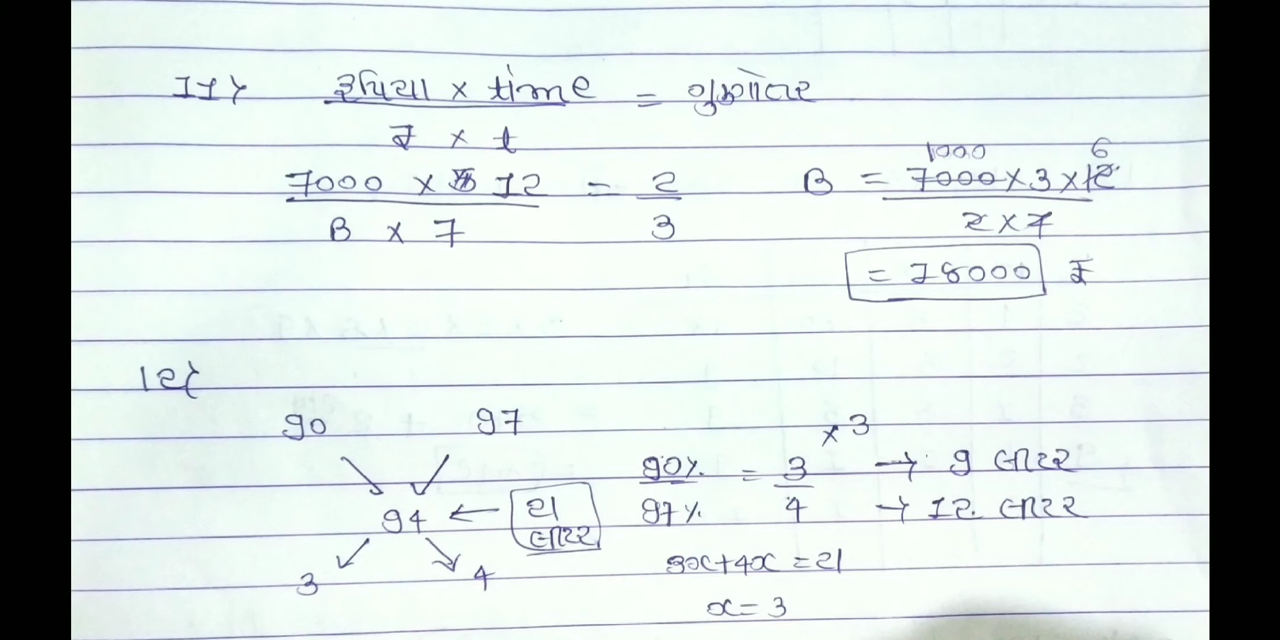 11> રૂપિયા × time = ગુણોત્તર
₹ × t
7000 × 12 = 2
B × 7 3
B = 7000×3×12
1000 6
2×7
= 18000 ₹
12}
90 97
×3
90% = 3 → 9 લીટર
94 ← 21 લીટર
97% 4 → 12 લીટર
3 4
3x+4x=21
x=3